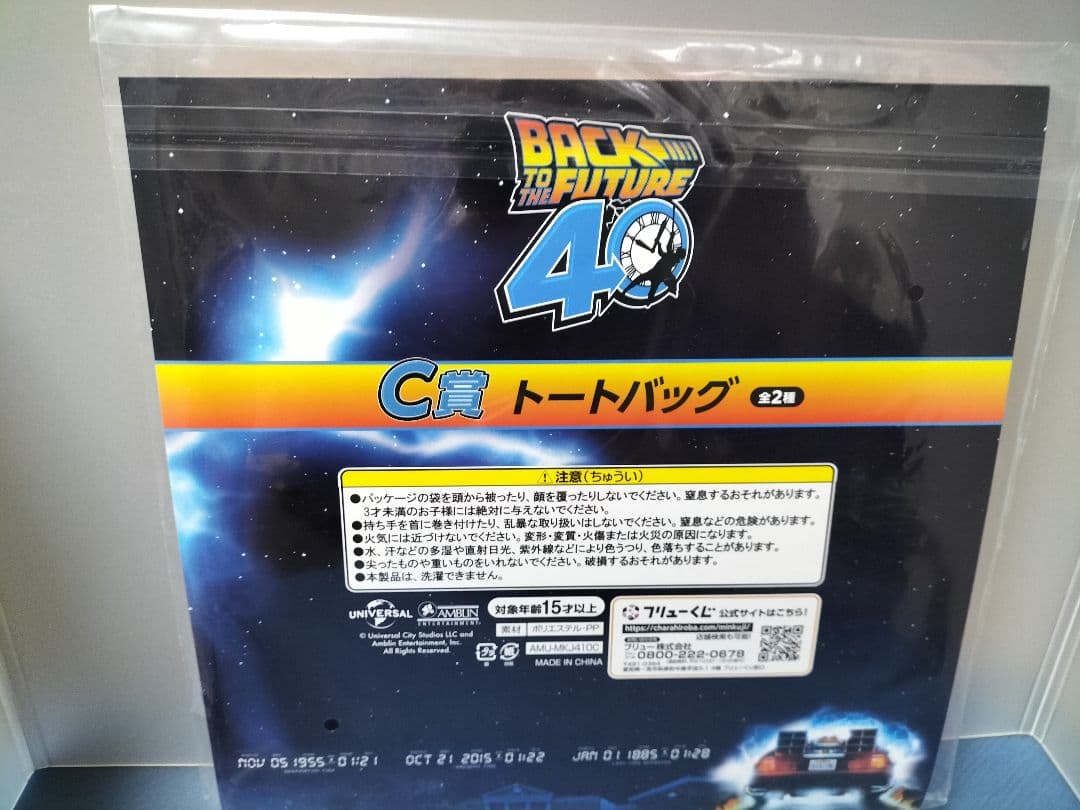 BACK
TO THE FUTURE
40
C賞 トートバッグ 全2種
注意(ちゅうい)
●パッケージの袋を頭から被ったり、顔を覆ったりしないでください。窒息するおそれがあります。
3才未満のお子様には絶対に与えないでください。
●持ち手を首に巻き付けたり、乱暴な取り扱いはしないでください。窒息などの危険があります。
●火気には近づけないでください。変形・変質・火傷または火災の原因になります。
●水、汗などの多湿や直射日光、紫外線などにより色うつり、色落ちすることがあります。
●尖ったものや重いものをいれないでください。破損するおそれがあります。
●本製品は、洗濯できません。
UNIVERSAL
AMBLIN
ENTERTAINMENT
© Universal City Studios LLC and
Amblin Entertainment, Inc.
All Rights Reserved.
対象年齢15才以上
素材 ポリエステル・PP
AMU-MKJ410C
MADE IN CHINA
フリューくじ 公式サイトはこちら!
https://charahiroba.com/minkuji/
店舗検索も可能!
フリュー株式会社
0800-222-0678
NOV 05 1955 01:21
OCT 21 2015 01:22
JAN 01 1885 01:28